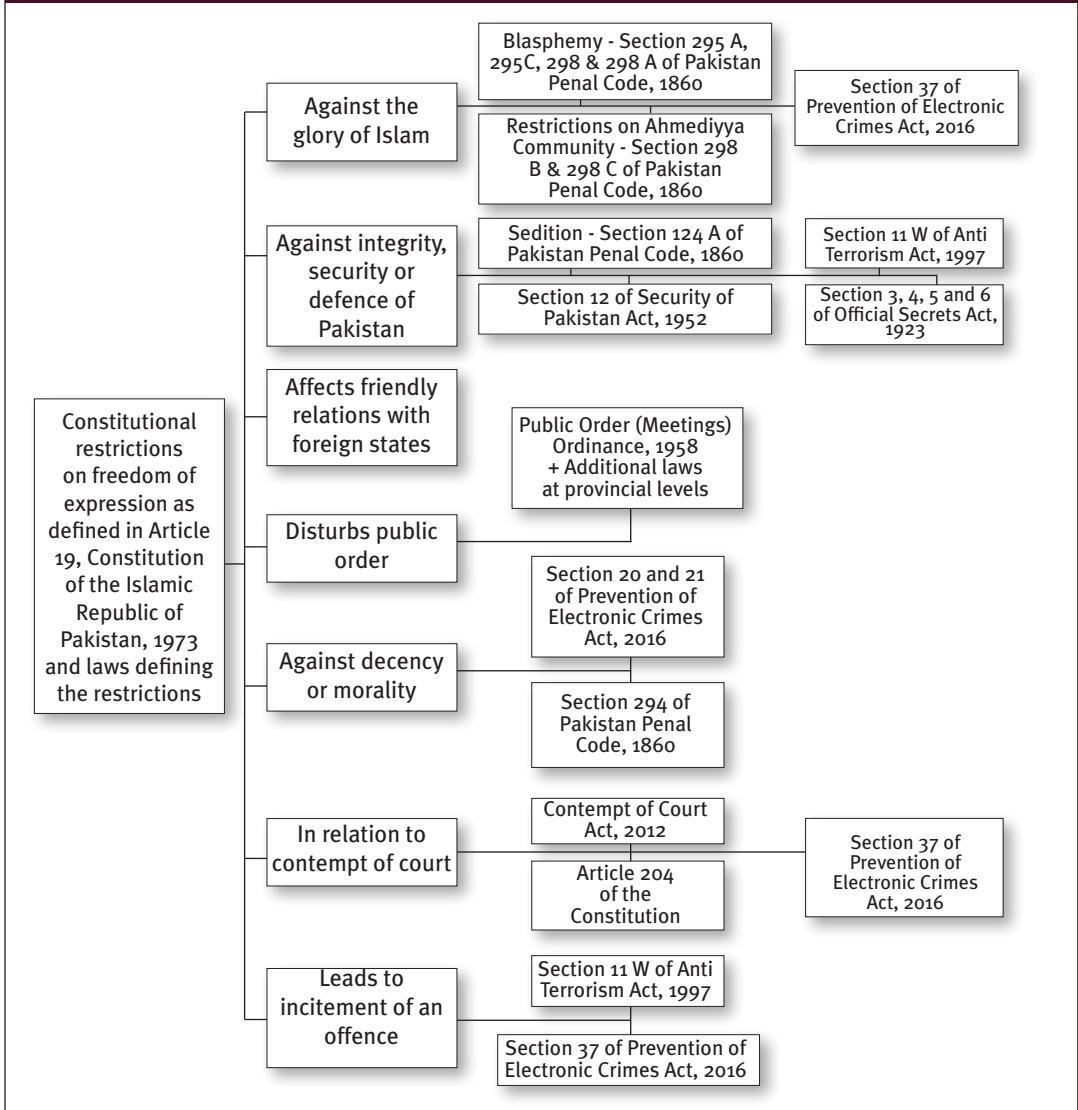 Constitutional
restrictions
on freedom of
expression as
defined in Article
19, Constitution
of the Islamic
Republic of
Pakistan, 1973
and laws defining
the restrictions
Against the
glory of Islam
Blasphemy - Section 295 A,
295C, 298 & 298 A of Pakistan
Penal Code, 1860
Restrictions on Ahmediyya
Community - Section 298
B & 298 C of Pakistan
Penal Code, 1860
Section 37 of
Prevention of Electronic
Crimes Act, 2016
Against integrity,
security or
defence of
Pakistan
Sedition - Section 124 A of
Pakistan Penal Code, 1860
Section 12 of Security of
Pakistan Act, 1952
Section 11 W of Anti
Terrorism Act, 1997
Section 3, 4, 5 and 6
of Official Secrets Act,
1923
Affects friendly
relations with
foreign states
Disturbs public
order
Public Order (Meetings)
Ordinance, 1958
+ Additional laws
at provincial levels
Against decency
or morality
Section 20 and 21
of Prevention of
Electronic Crimes
Act, 2016
Section 294 of
Pakistan Penal
Code, 1860
In relation to
contempt of court
Contempt of Court
Act, 2012
Article 204
of the
Constitution
Section 37 of
Prevention of
Electronic Crimes
Act, 2016
Leads to
incitement of an
offence
Section 11 W of Anti
Terrorism Act, 1997
Section 37 of Prevention of
Electronic Crimes Act, 2016